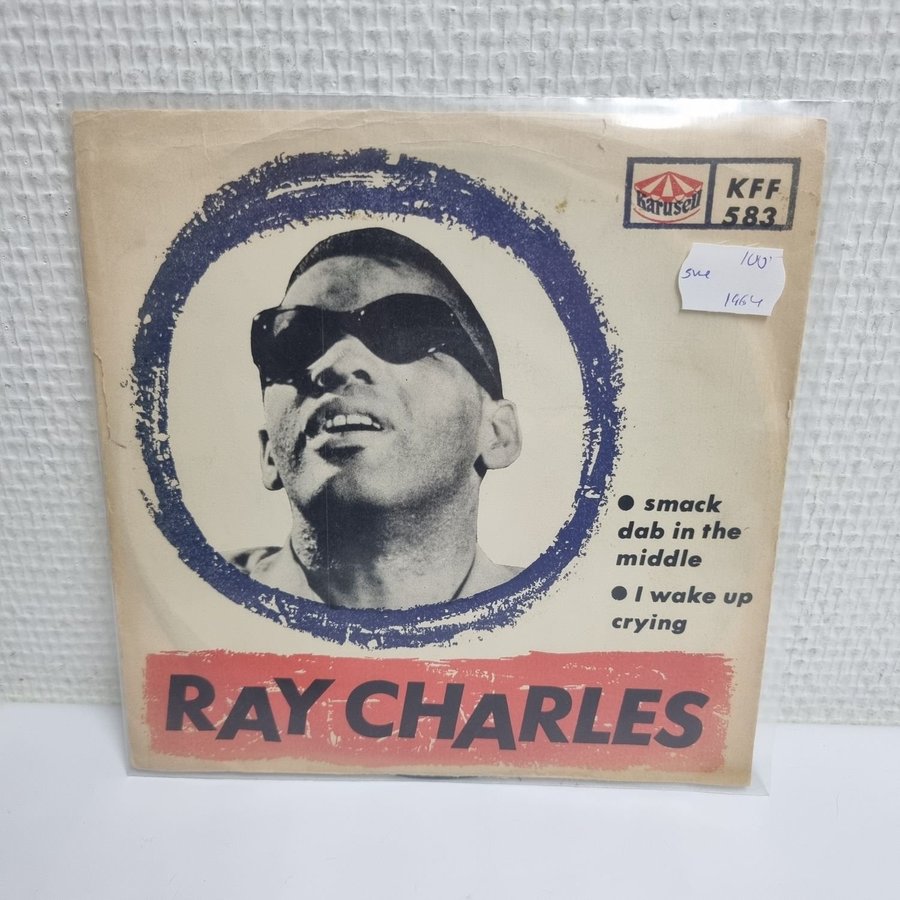 Karusell
KFF
583
100:
sve
1964
● smack
dab in the
middle
● I wake up
crying
RAY CHARLES